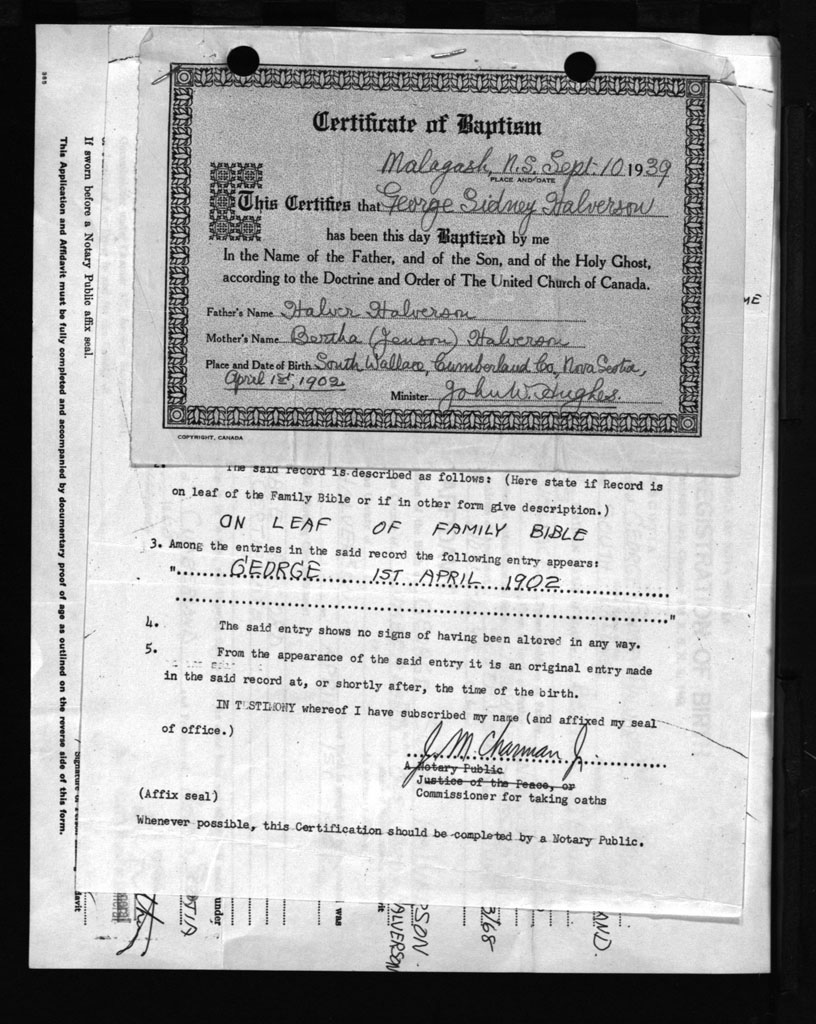 Certificate of Baptism
Malagash, N.S. Sept. 10 1939
PLACE AND DATE
This Certifies that George Sidney Halverson
has been this day Baptized by me
In the Name of the Father, and of the Son, and of the Holy Ghost,
according to the Doctrine and Order of The United Church of Canada.
Father's Name Halver Halverson
Mother's Name Bertha (Jenson) Halverson
Place and Date of Birth South Wallace, Cumberland Co, Nova Scotia,
April 1st, 1902
Minister John W. Hughes.
COPYRIGHT, CANADA
The said record is described as follows: (Here state if Record is
on leaf of the Family Bible or if in other form give description.)
ON LEAF OF FAMILY BIBLE
3. Among the entries in the said record the following entry appears:
"...... GEORGE ..... 1ST APRIL 1902 ..........
.........."
4. The said entry shows no signs of having been altered in any way.
5. From the appearance of the said entry it is an original entry made
in the said record at, or shortly after, the time of the birth.
IN TESTIMONY whereof I have subscribed my name (and affixed my seal
of office.)
J. M. Charman Jr.
A Notary Public
Justice of the Peace, or
Commissioner for taking oaths
(Affix seal)
Whenever possible, this Certification should be completed by a Notary Public.
If sworn before a Notary Public affix seal.
This Application and Affidavit must be fully completed and accompanied by documentary proof of age as outlined on the reverse side of this form.
davit
under
was
RSON
ALVERSON
3/68
AND.
ME